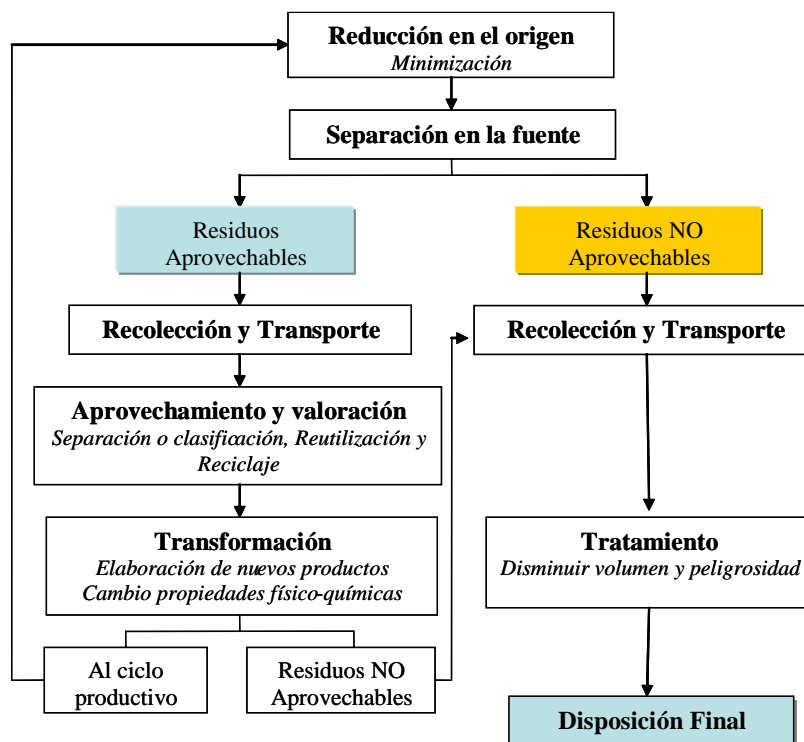 Reducción en el origen
Minimización
Separación en la fuente
Residuos
Aprovechables
Residuos NO
Aprovechables
Recolección y Transporte
Recolección y Transporte
Aprovechamiento y valoración
Separación o clasificación, Reutilización y
Reciclaje
Transformación
Elaboración de nuevos productos
Cambio propiedades físico-químicas
Tratamiento
Disminuir volumen y peligrosidad
Al ciclo
productivo
Residuos NO
Aprovechables
Disposición Final